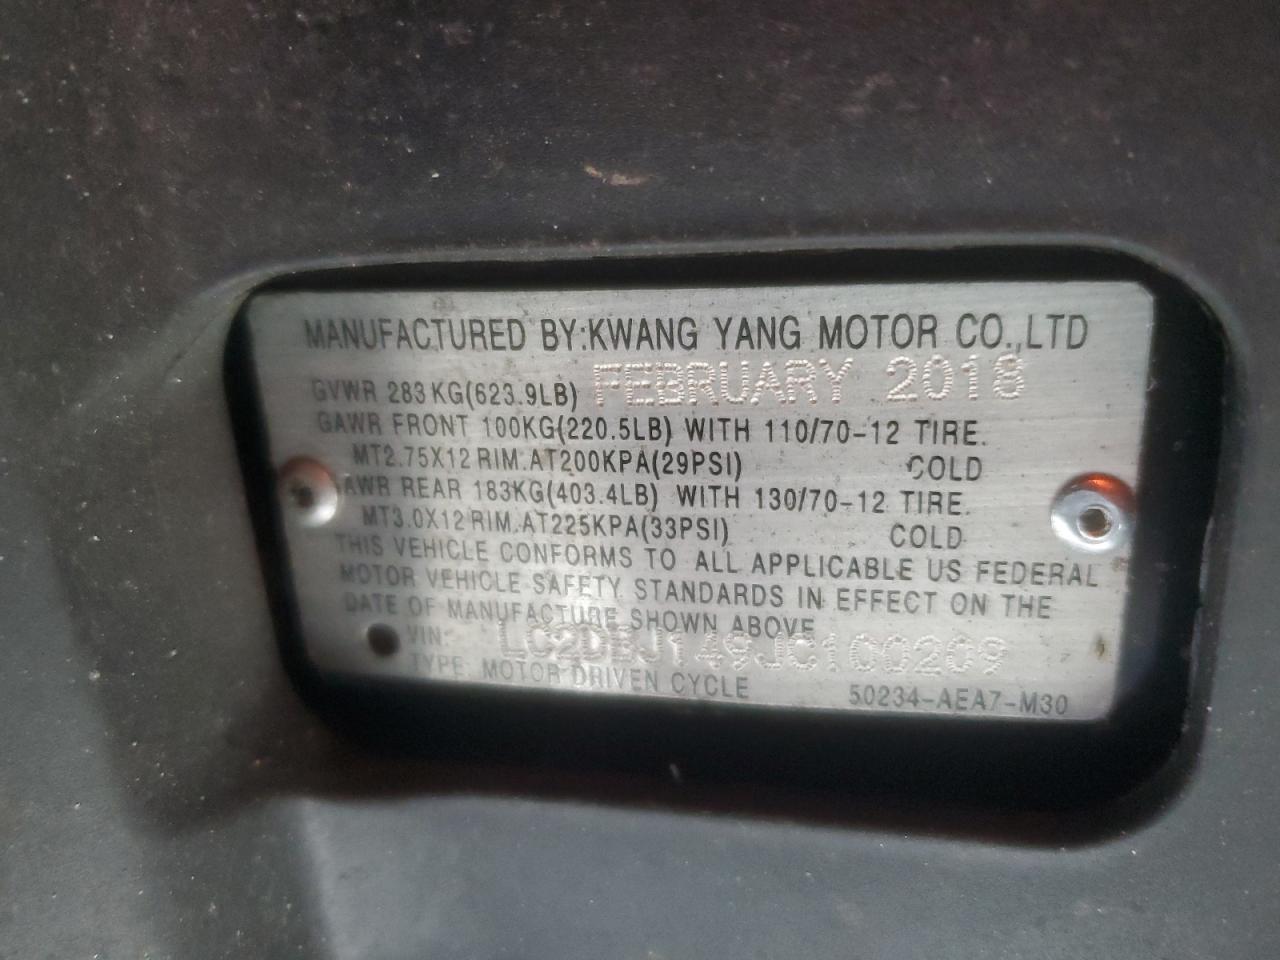 MANUFACTURED BY:KWANG YANG MOTOR CO.,LTD
GVWR 283KG(623.9LB) FEBRUARY 2018
GAWR FRONT 100KG(220.5LB) WITH 110/70-12 TIRE.
MT2.75X12 RIM.AT200KPA(29PSI) COLD
AWR REAR 183KG(403.4LB) WITH 130/70-12 TIRE.
MT3.0X12 RIM.AT225KPA(33PSI) COLD
THIS VEHICLE CONFORMS TO ALL APPLICABLE US FEDERAL
MOTOR VEHICLE SAFETY STANDARDS IN EFFECT ON THE
DATE OF MANUFACTURE SHOWN ABOVE
VIN: LC2DBJ149JC100209
TYPE: MOTOR DRIVEN CYCLE 50234-AEA7-M30